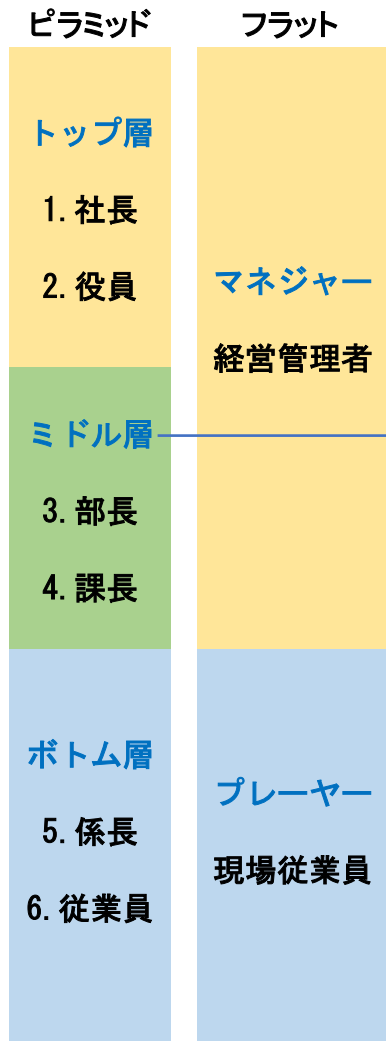 ピラミッド
トップ層
1. 社長
2. 役員
ミドル層
3. 部長
4. 課長
ボトム層
5. 係長
6. 従業員
フラット
マネジャー
経営管理者
プレーヤー
現場従業員